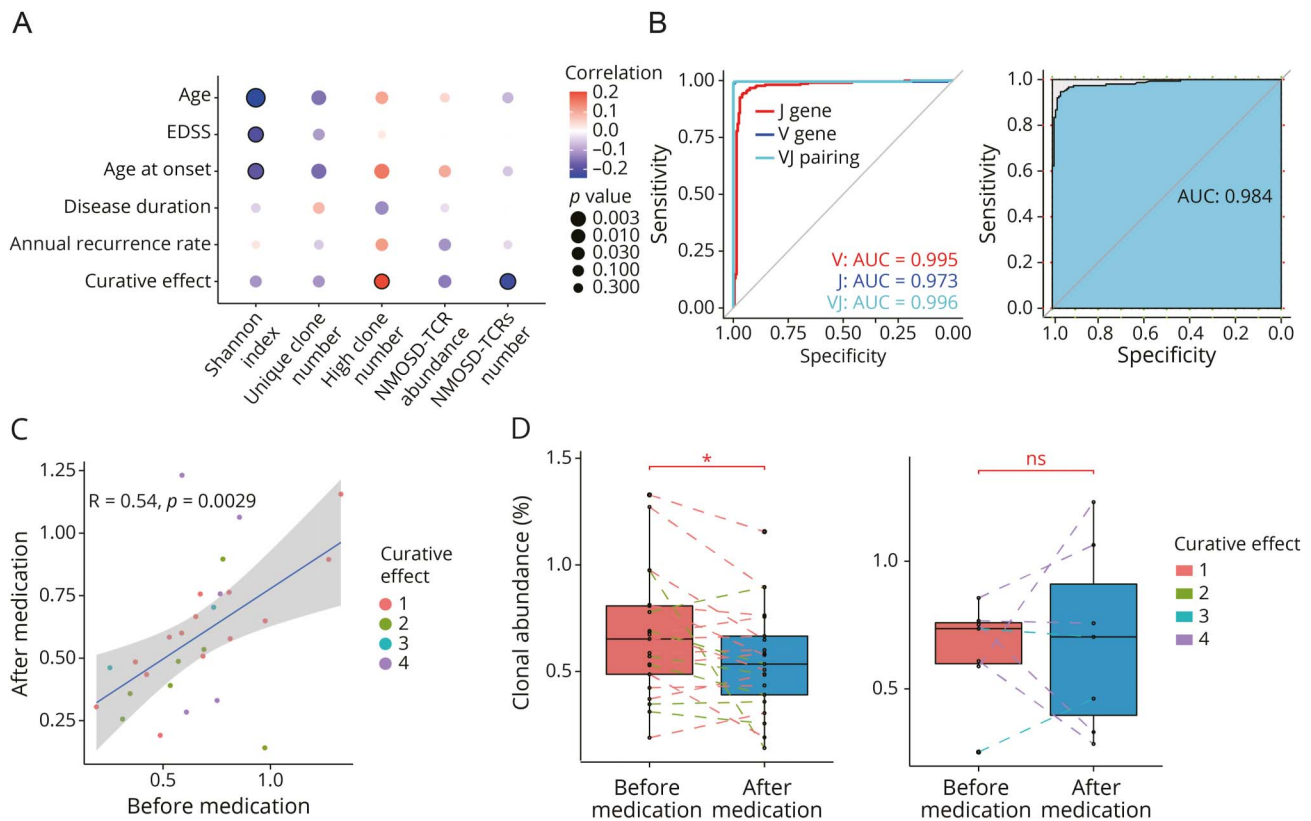 A
Age
EDSS
Age at onset
Disease duration
Annual recurrence rate
Curative effect
Shannon
index
Unique clone
number
High clone
number
NMOSD-TCR
abundance
NMOSD-TCRs
number
Correlation
0.2
0.1
0.0
−0.1
−0.2
p value
0.003
0.010
0.030
0.100
0.300
B
Sensitivity
1.00
0.75
0.50
0.25
0.00
J gene
V gene
VJ pairing
V: AUC = 0.995
J: AUC = 0.973
VJ: AUC = 0.996
1.00 0.75 0.50 0.25 0.00
Specificity
Sensitivity
1.0
0.8
0.6
0.4
0.2
0.0
AUC: 0.984
1.0 0.8 0.6 0.4 0.2 0.0
Specificity
C
After medication
1.25
1.00
0.75
0.50
0.25
R = 0.54, p = 0.0029
0.5 1.0
Before medication
Curative
effect
1
2
3
4
D
Clonal abundance (%)
1.5
1.0
0.5
*
Before
medication
After
medication
1.0
0.5
ns
Before
medication
After
medication
Curative effect
1
2
3
4